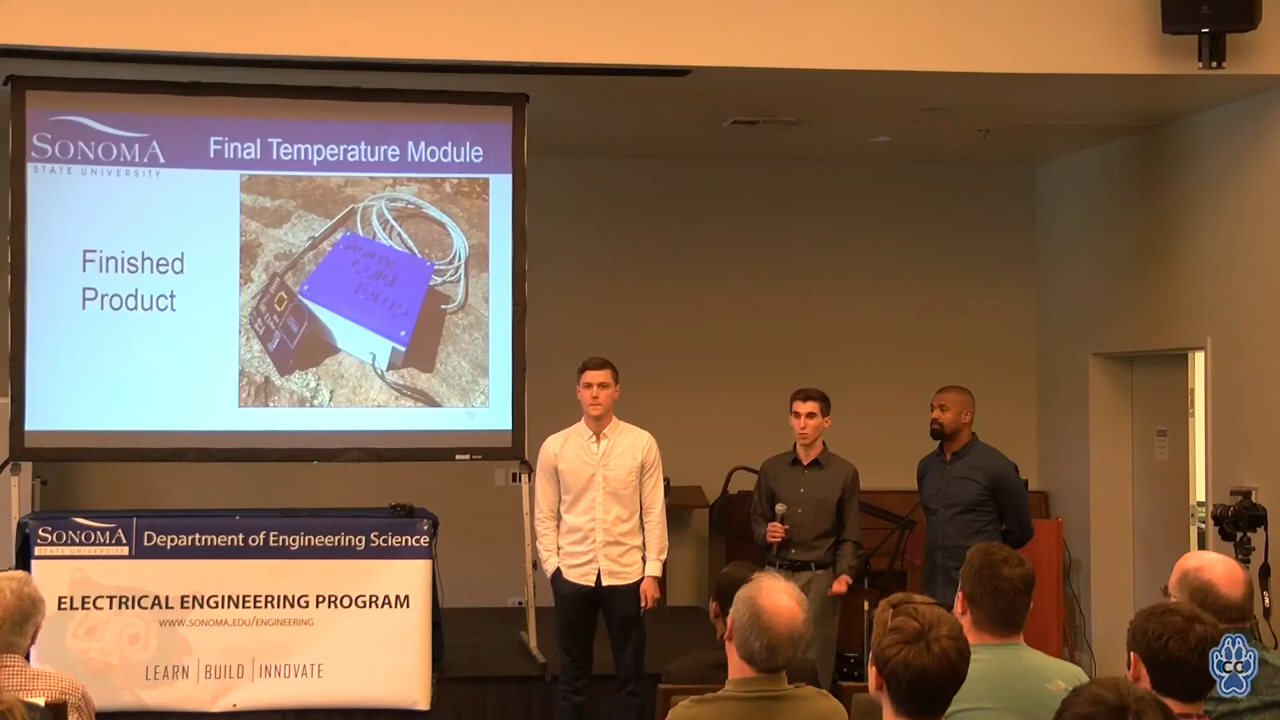 SONOMA
STATE UNIVERSITY
Final Temperature Module
Finished
Product
10
SONOMA
STATE UNIVERSITY
Department of Engineering Science
ELECTRICAL ENGINEERING PROGRAM
WWW.SONOMA.EDU/ENGINEERING
LEARN | BUILD | INNOVATE
CC